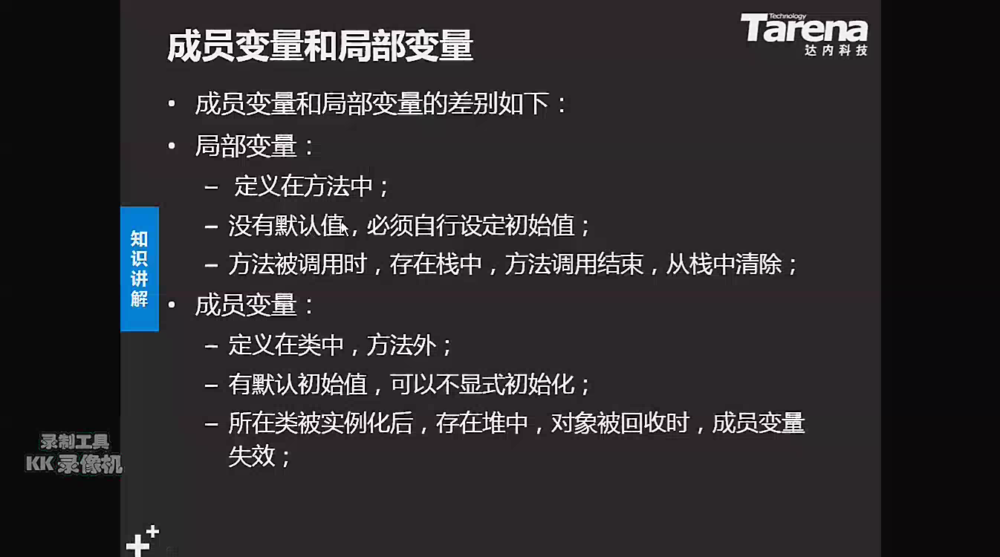 Technology
Tarena
达内科技
成员变量和局部变量
• 成员变量和局部变量的差别如下：
• 局部变量：
– 定义在方法中；
– 没有默认值，必须自行设定初始值；
– 方法被调用时，存在栈中，方法调用结束，从栈中清除；
知识讲解
• 成员变量：
– 定义在类中，方法外；
– 有默认初始值，可以不显式初始化；
– 所在类被实例化后，存在堆中，对象被回收时，成员变量
失效；
录制工具
KK 录像机